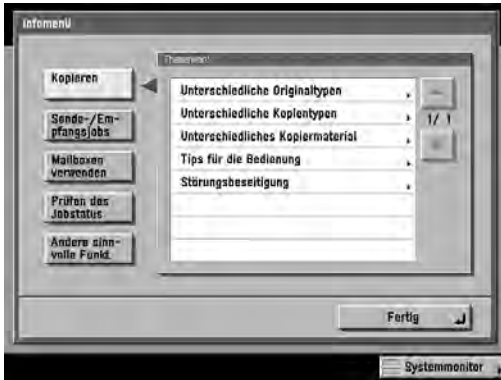 Infomenü
Themenwahl
Kopieren
Sende-/Em-
pfangsjobs
Mailboxen
verwenden
Prüfen des
Jobstatus
Andere sinn-
volle Funkt.
Unterschiedliche Originaltypen
Unterschiedliche Kopientypen
Unterschiedliches Kopiermaterial
Tips für die Bedienung
Störungsbeseitigung
1/ 1
Fertig
Systemmonitor